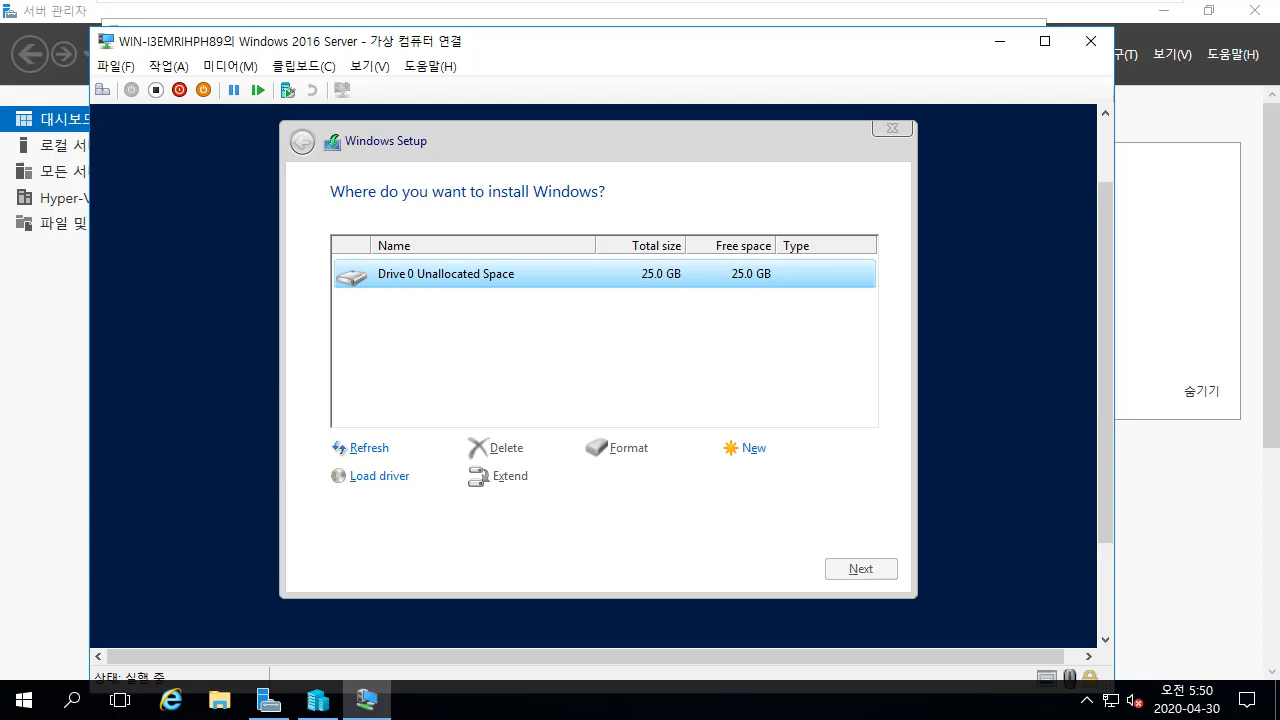 서버 관리자
WIN-I3EMRIHPH89의 Windows 2016 Server - 가상 컴퓨터 연결
파일(F) 작업(A) 미디어(M) 클립보드(C) 보기(V) 도움말(H)
구(T) 보기(V) 도움말(H)
대시보드
로컬 서
모든 서
Hyper-V
파일 및
Windows Setup
Where do you want to install Windows?
Name Total size Free space Type
Drive 0 Unallocated Space 25.0 GB 25.0 GB
Refresh Delete Format New
Load driver Extend
Next
숨기기
상태: 실행 중
오전 5:50
2020-04-30